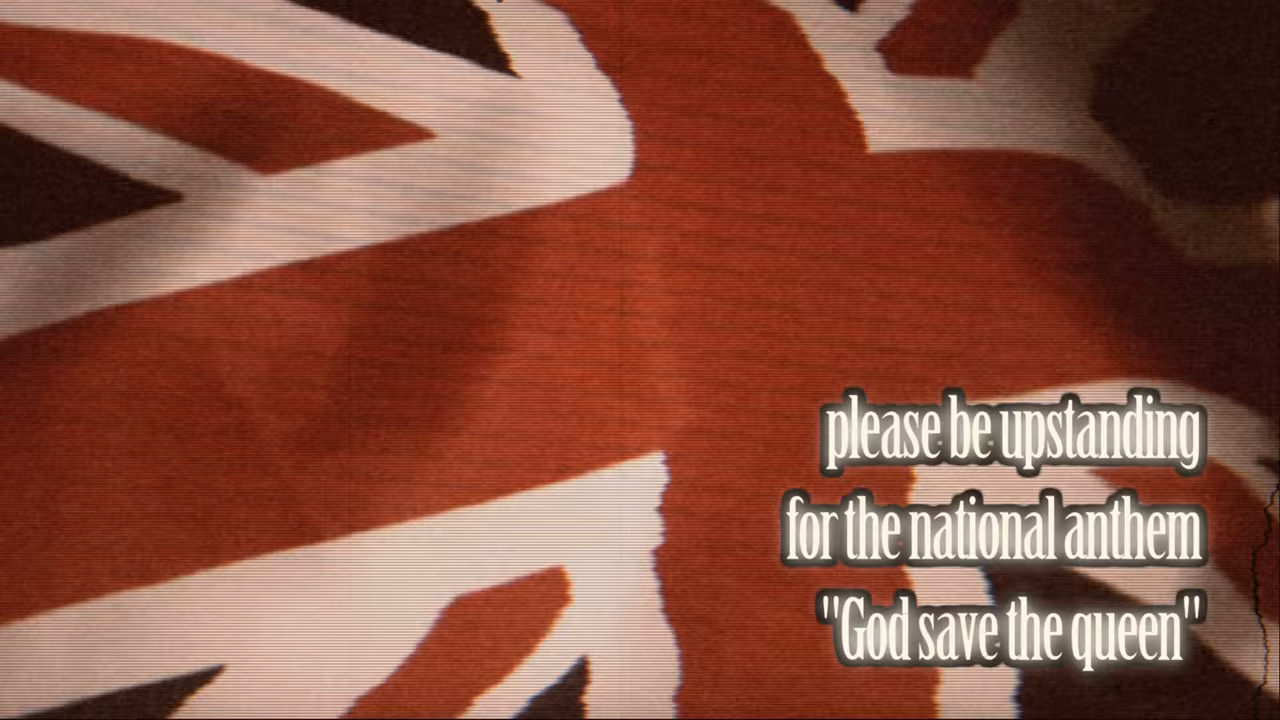 please be upstanding
for the national anthem
"God save the queen"